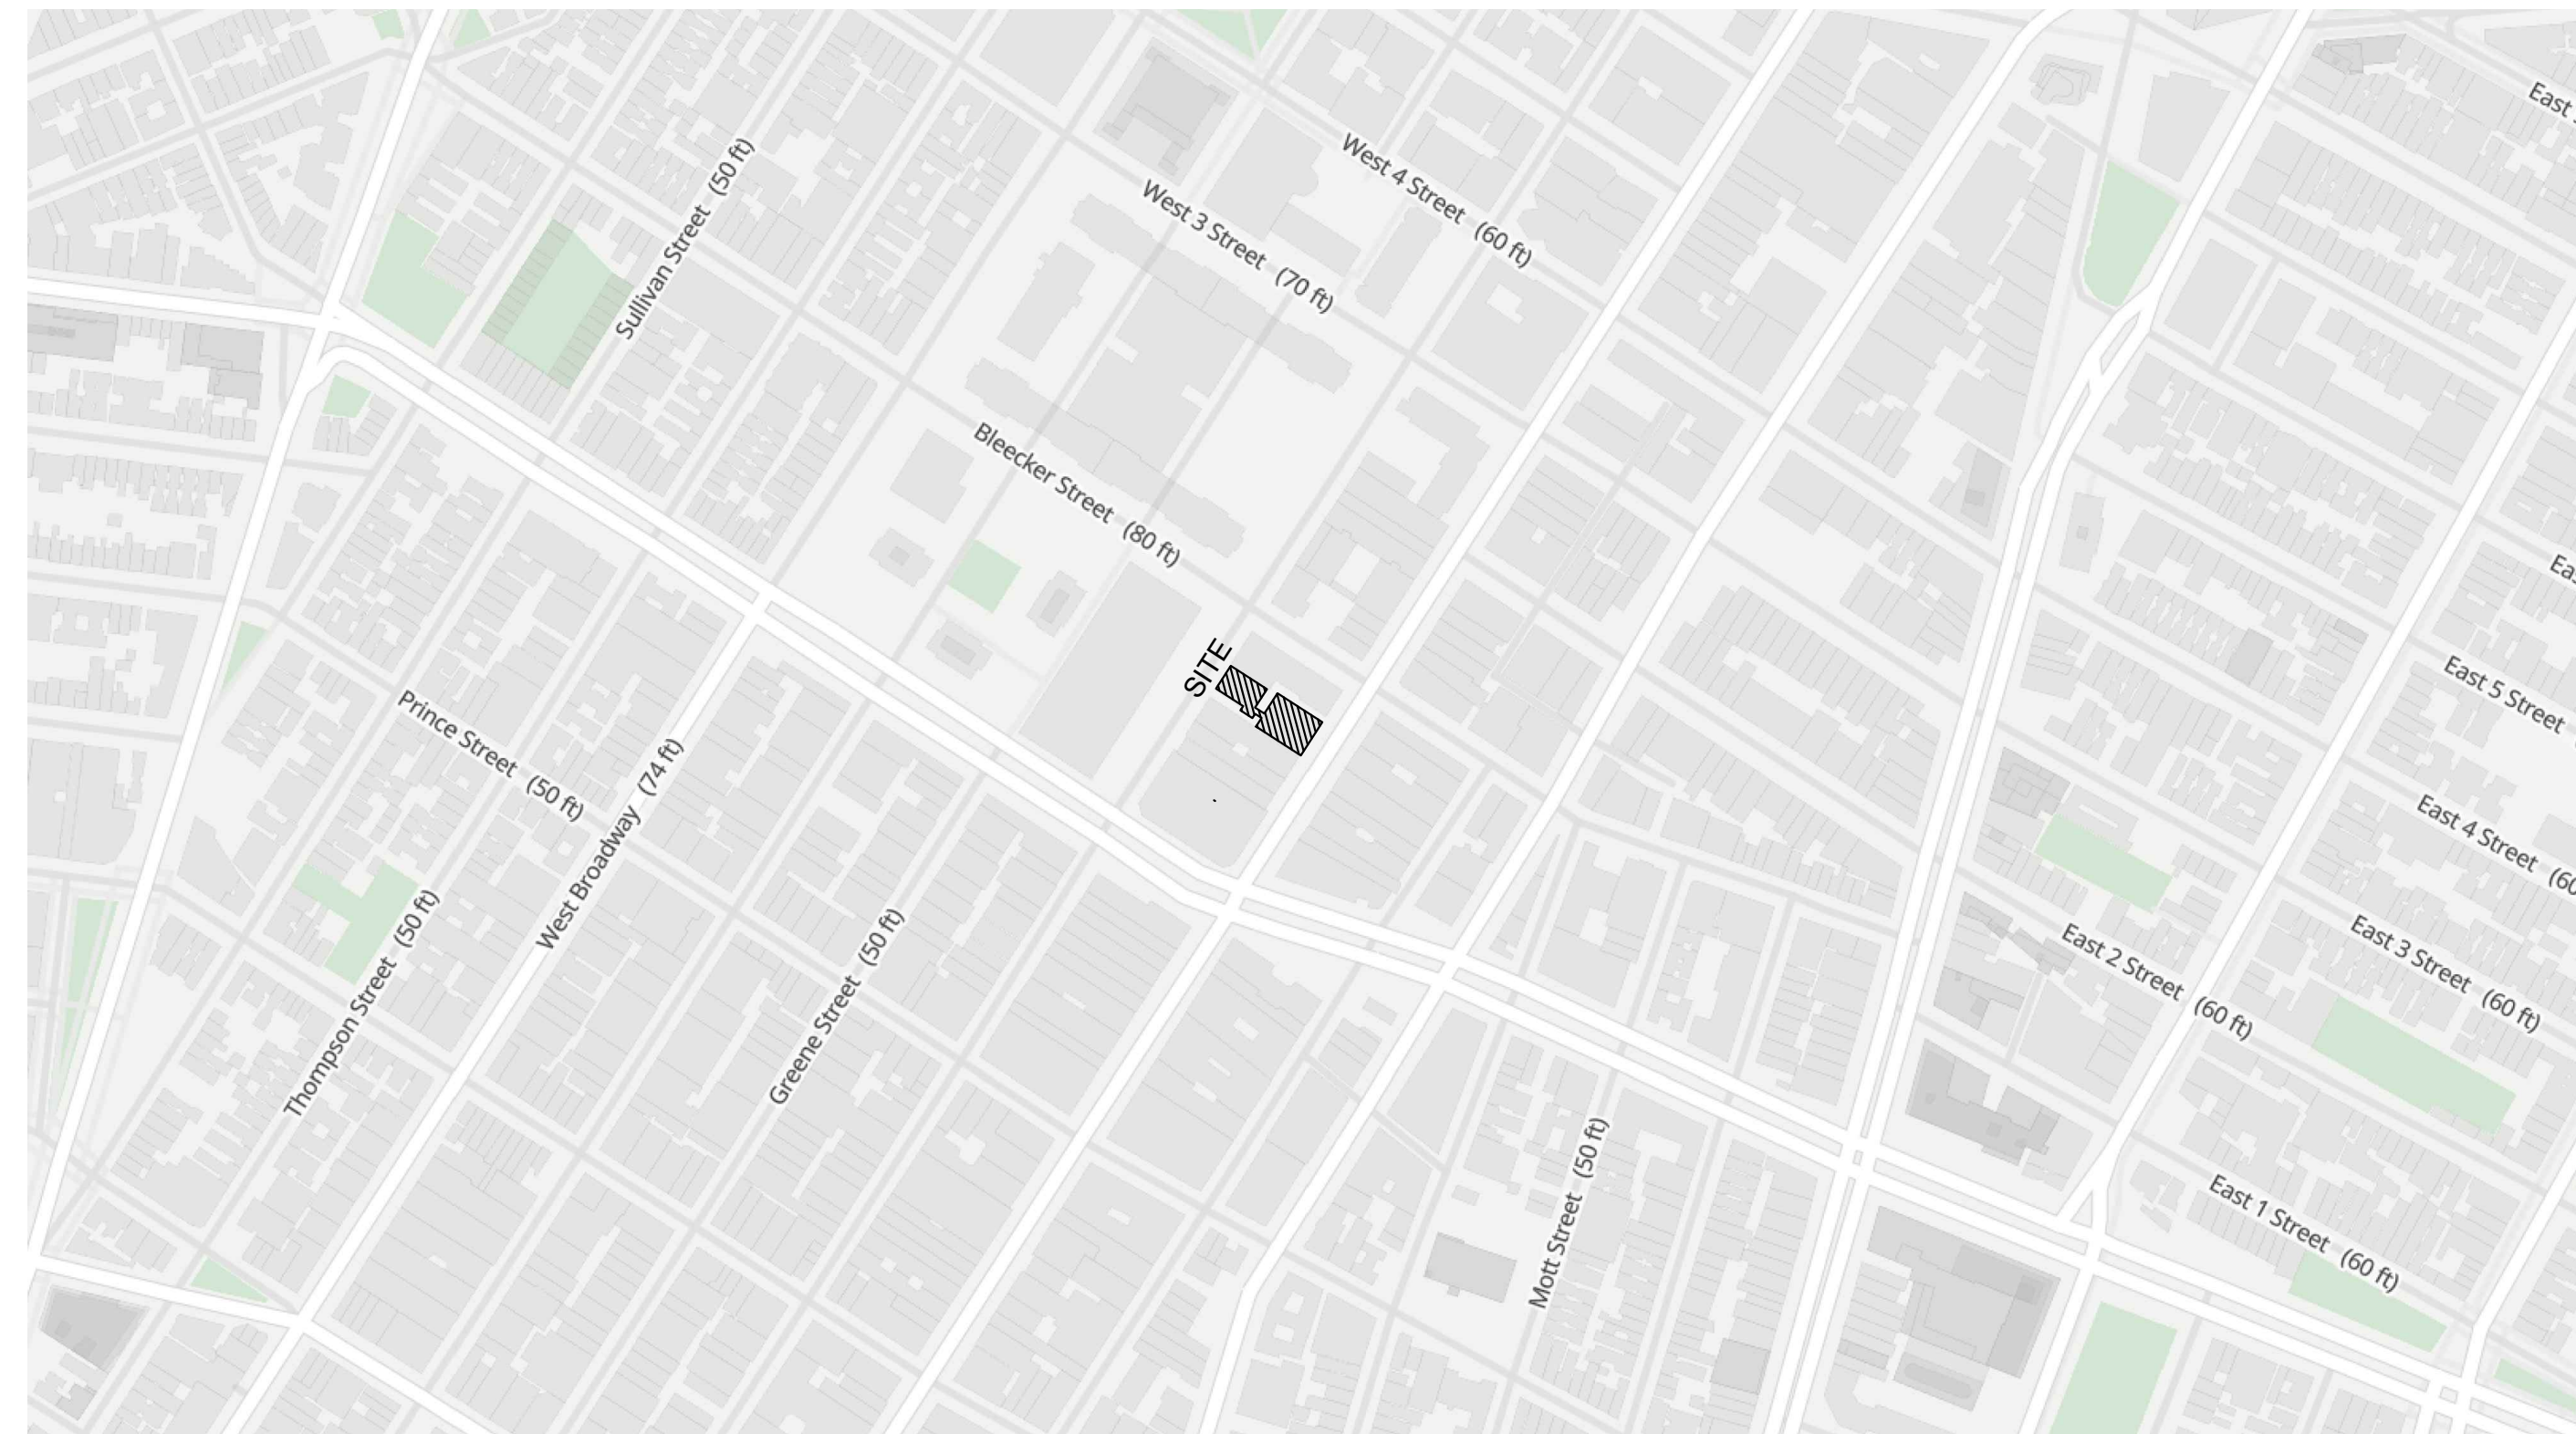 East
Sullivan Street (50 ft)
West 4 Street (60 ft)
West 3 Street (70 ft)
Bleecker Street (80 ft)
SITE
East 5 Street
Prince Street (50 ft)
West Broadway (74 ft)
East 4 Street (60
Thompson Street (50 ft)
Greene Street (50 ft)
East 2 Street (60 ft)
East 3 Street (60 ft)
Mott Street (50 ft)
East 1 Street (60 ft)